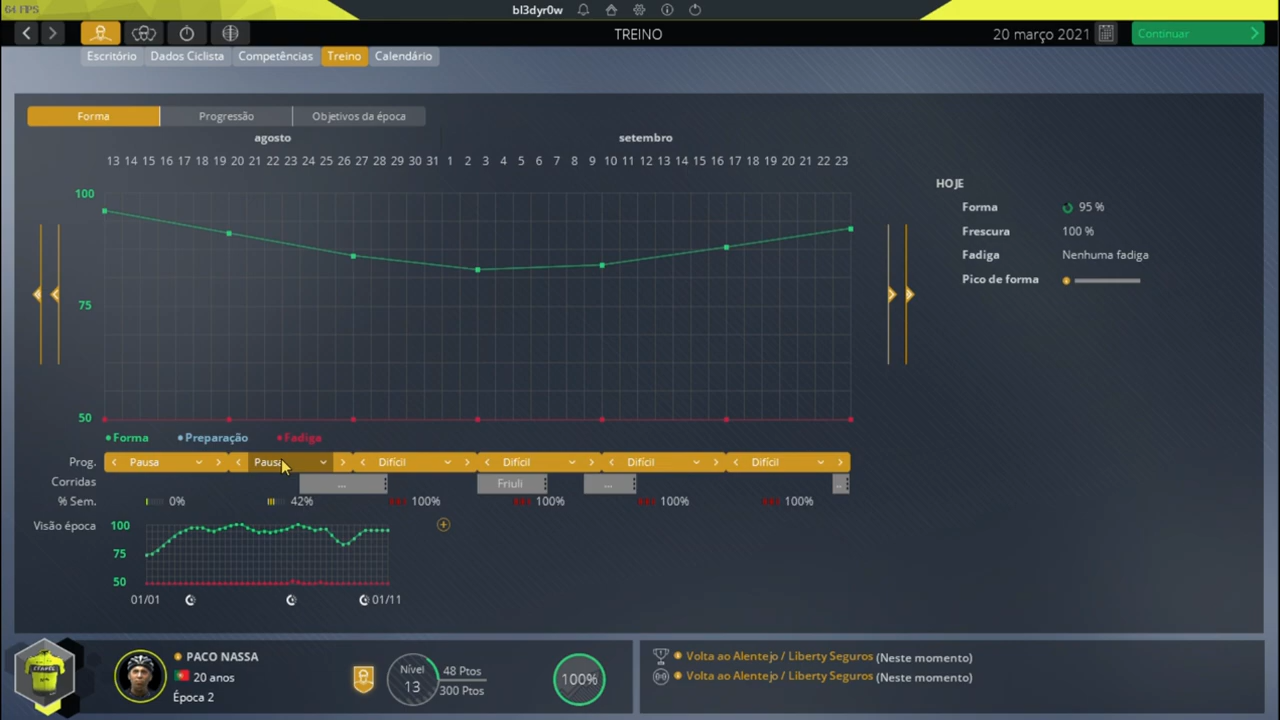 64 FPS
bl3dyr0w
TREINO
20 março 2021
Continuar
Escritório Dados Ciclista Competências Treino Calendário
Forma Progressão Objetivos da época
agosto setembro
13 14 15 16 17 18 19 20 21 22 23 24 25 26 27 28 29 30 31 1 2 3 4 5 6 7 8 9 10 11 12 13 14 15 16 17 18 19 20 21 22 23
HOJE
100
Forma 95 %
Frescura 100 %
Fadiga Nenhuma fadiga
Pico de forma
75
50
Forma Preparação Fadiga
Prog. Pausa Pausa Difícil Difícil Difícil Difícil
Corridas ... Friuli ... ..
% Sem. 0% 42% 100% 100% 100% 100%
Visão época 100
75
50
01/01 01/11
PACO NASSA
20 anos
Época 2
Nível
13
48 Ptos
300 Ptos
100%
Volta ao Alentejo / Liberty Seguros (Neste momento)
Volta ao Alentejo / Liberty Seguros (Neste momento)